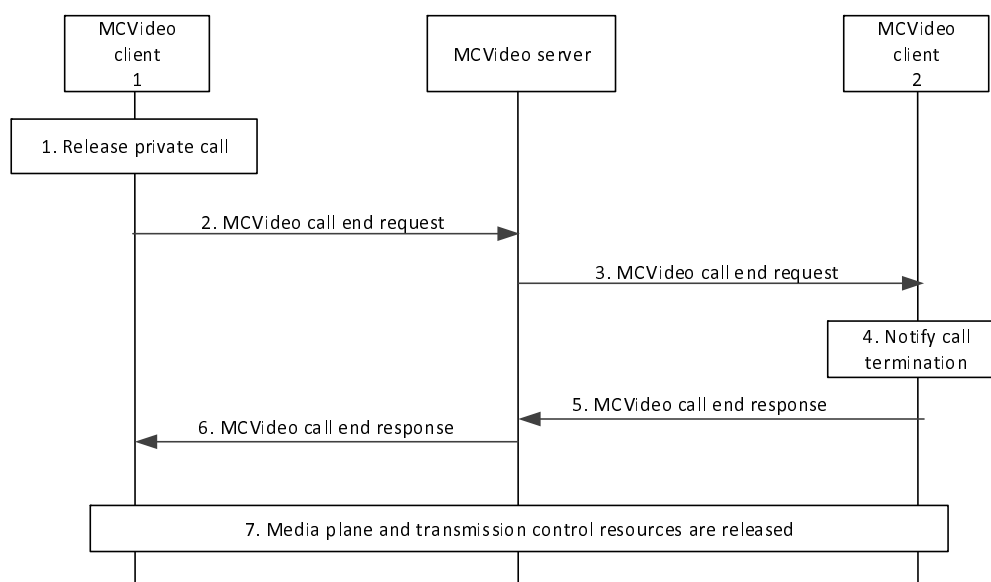 MCVideo
client
1
MCVideo server
MCVideo
client
2
1. Release private call
2. MCVideo call end request
3. MCVideo call end request
4. Notify call
termination
5. MCVideo call end response
6. MCVideo call end response
7. Media plane and transmission control resources are released